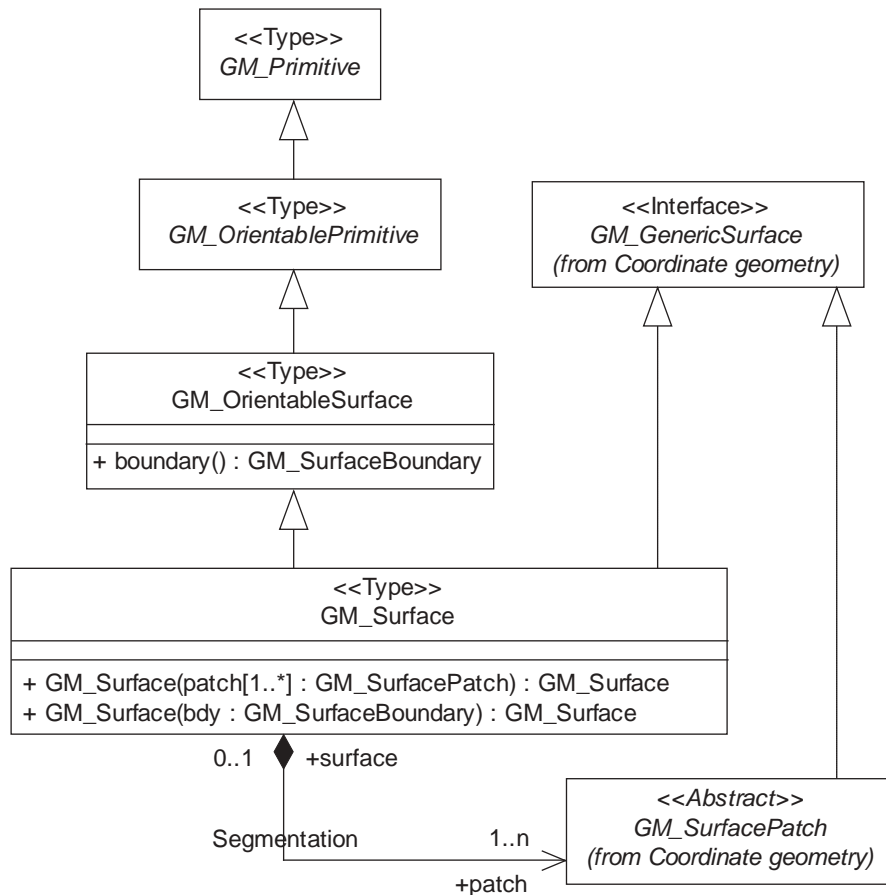 <<Type>>
GM_Primitive
<<Type>>
GM_OrientablePrimitive
<<Interface>>
GM_GenericSurface
(from Coordinate geometry)
<<Type>>
GM_OrientableSurface
+ boundary() : GM_SurfaceBoundary
<<Type>>
GM_Surface
+ GM_Surface(patch[1..*] : GM_SurfacePatch) : GM_Surface
+ GM_Surface(bdy : GM_SurfaceBoundary) : GM_Surface
0..1 +surface
Segmentation
1..n
+patch
<<Abstract>>
GM_SurfacePatch
(from Coordinate geometry)